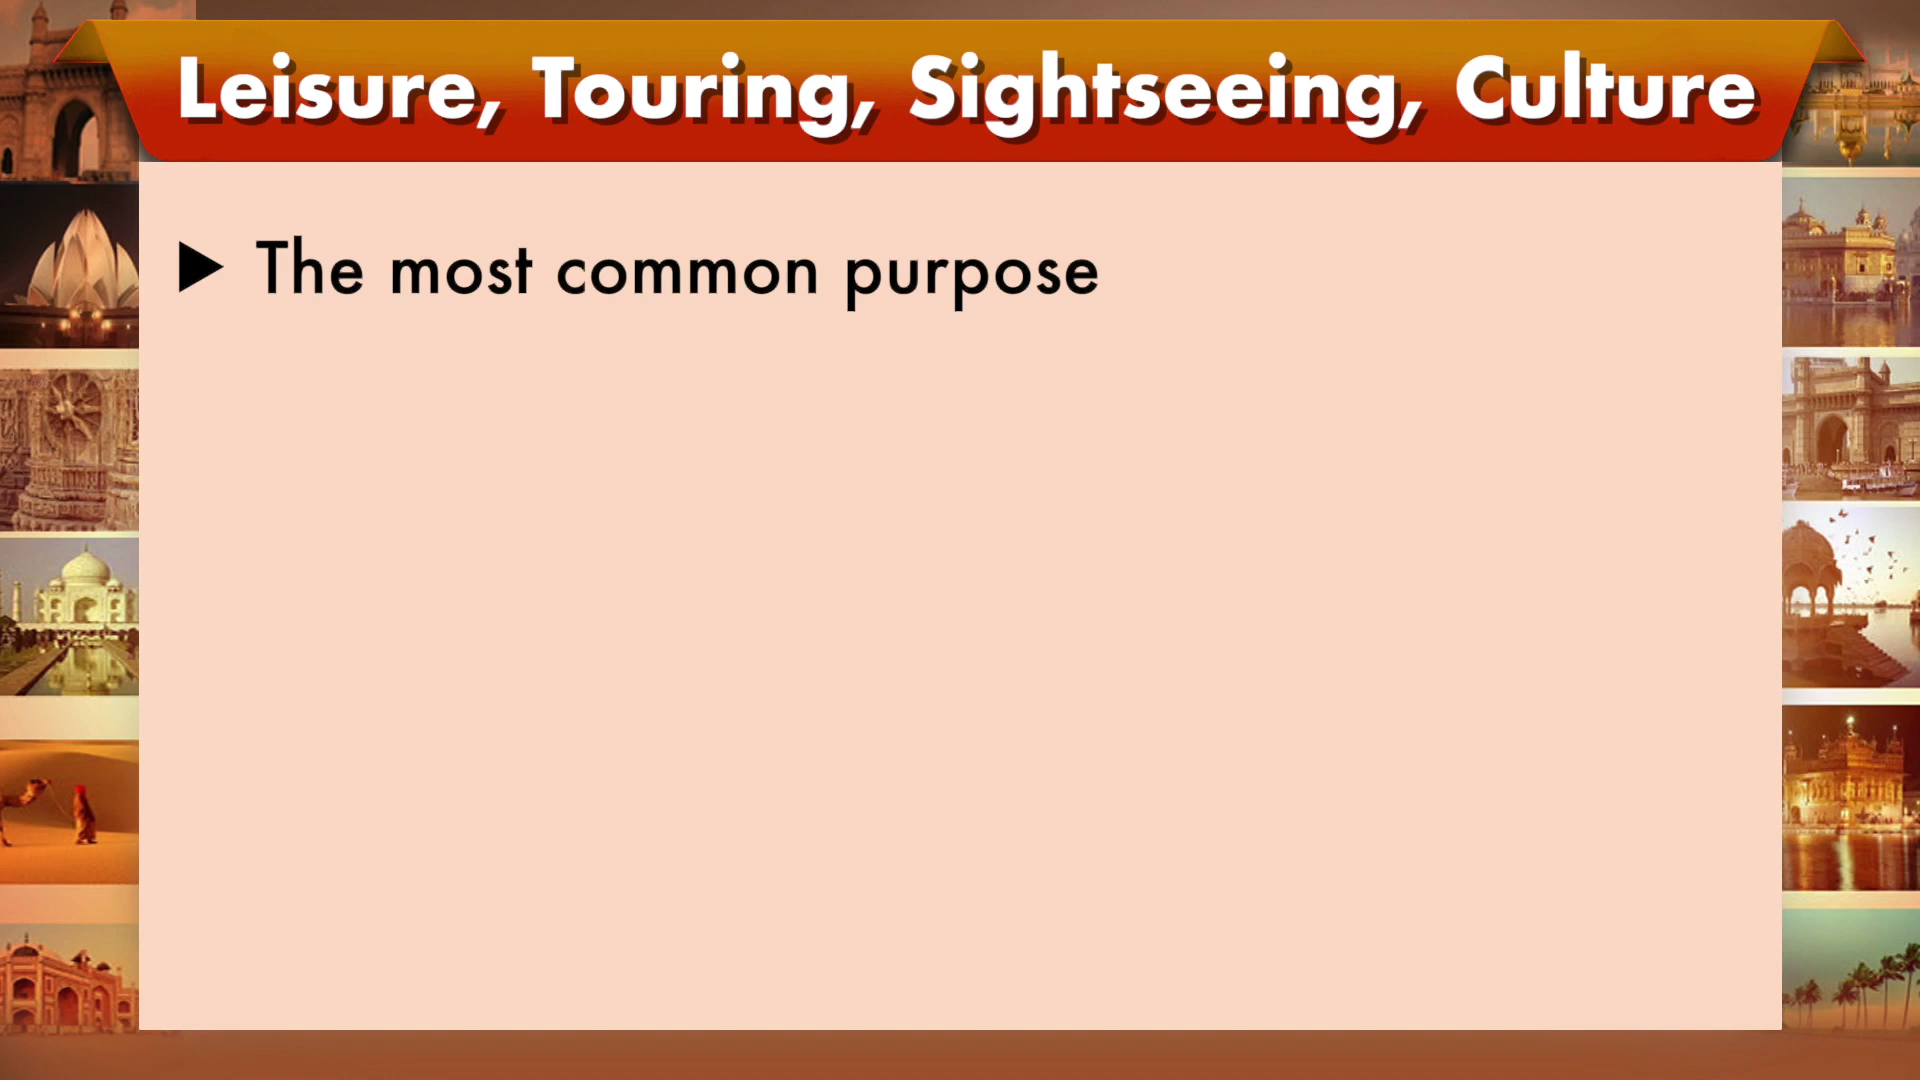 Leisure, Touring, Sightseeing, Culture
▶ The most common purpose